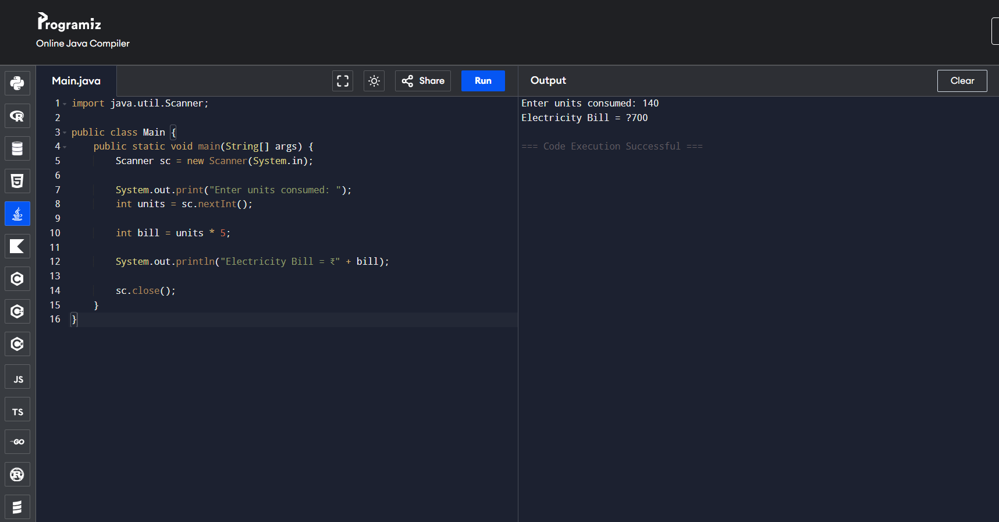 Programiz
Online Java Compiler
Main.java
Share
Run
Output
Clear
1 import java.util.Scanner;
2
3 public class Main {
4 public static void main(String[] args) {
5 Scanner sc = new Scanner(System.in);
6
7 System.out.print("Enter units consumed: ");
8 int units = sc.nextInt();
9
10 int bill = units * 5;
11
12 System.out.println("Electricity Bill = ₹" + bill);
13
14 sc.close();
15 }
16 }
Enter units consumed: 140
Electricity Bill = ?700
=== Code Execution Successful ===
R
5
C
C
C
JS
TS
GO
R